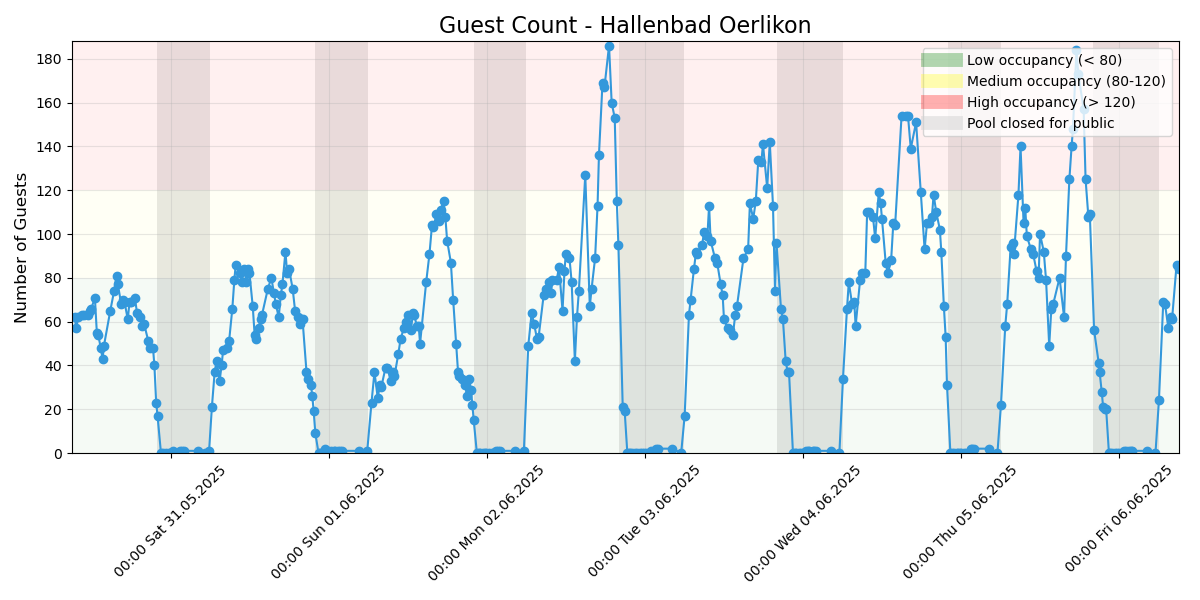 Guest Count - Hallenbad Oerlikon
Number of Guests
180
160
140
120
100
80
60
40
20
0
Low occupancy (< 80)
Medium occupancy (80-120)
High occupancy (> 120)
Pool closed for public
00:00 Sat 31.05.2025
00:00 Sun 01.06.2025
00:00 Mon 02.06.2025
00:00 Tue 03.06.2025
00:00 Wed 04.06.2025
00:00 Thu 05.06.2025
00:00 Fri 06.06.2025